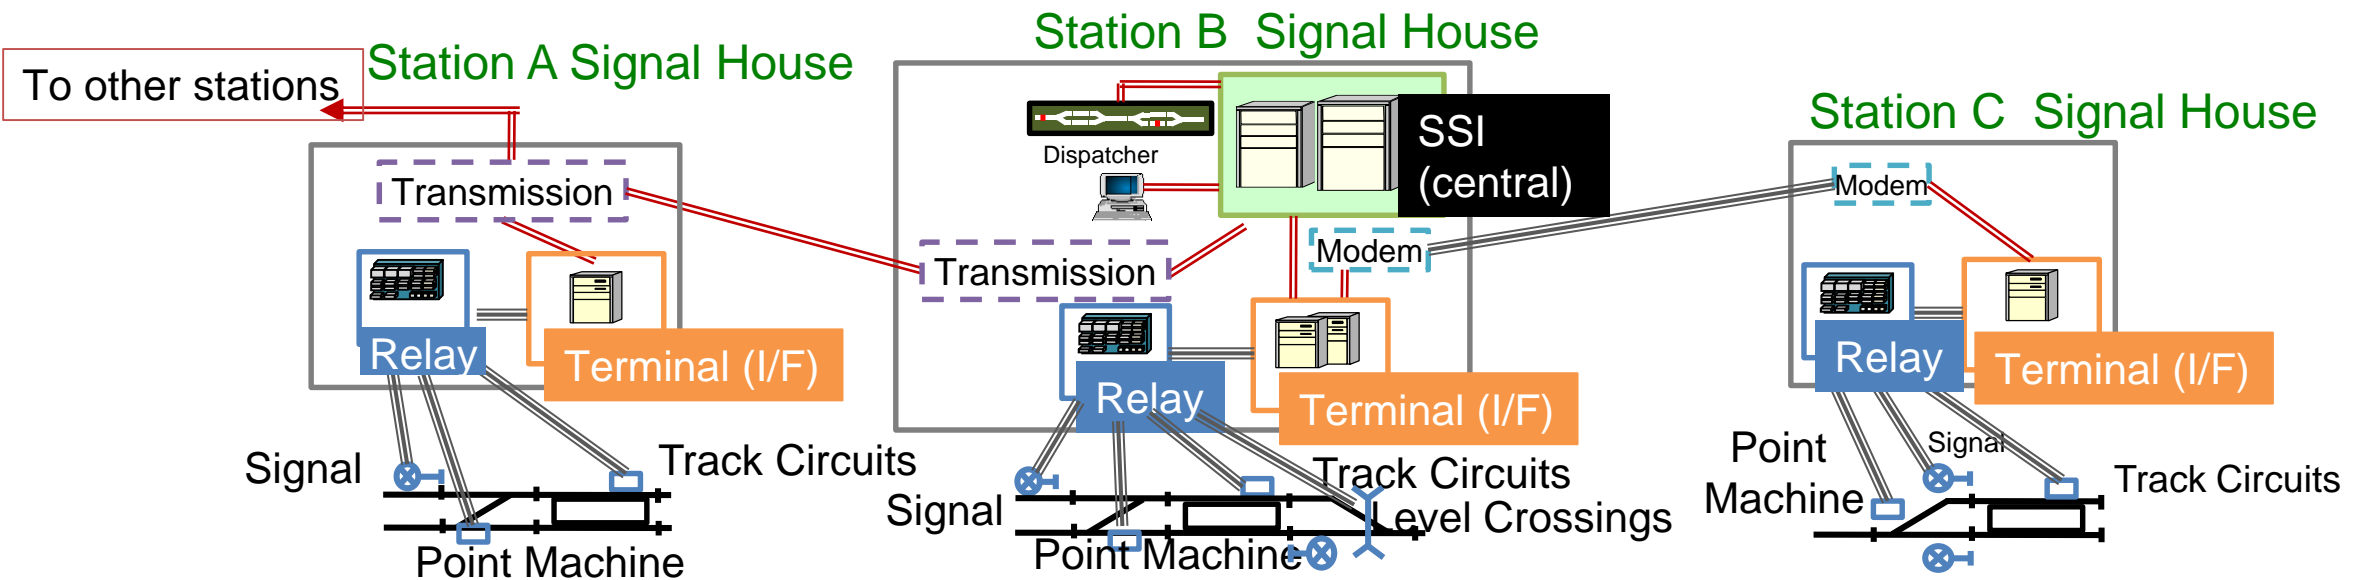 Station B  Signal House
To other stations
Station A Signal House
Station C  Signal House
SSI
(central)
Dispatcher
Transmission
Modem
Modem
Transmission
Relay
Terminal (I/F)
Relay
Terminal (I/F)
Relay
Terminal (I/F)
Signal
Track Circuits
Point Machine
Signal
Track Circuits
Level Crossings
Point Machine
Point
Machine
Signal
Track Circuits